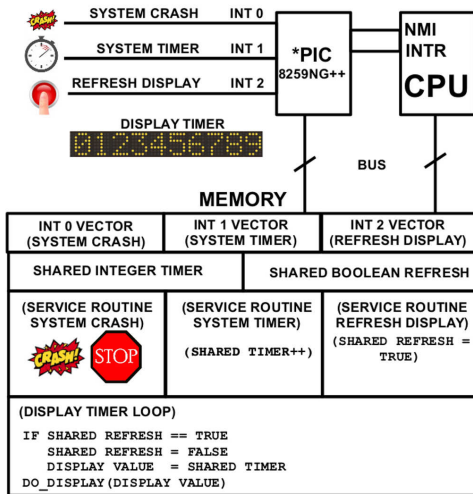 SYSTEM CRASH INT 0
CRASH!
SYSTEM TIMER INT 1
REFRESH DISPLAY INT 2
*PIC
8259NG++
NMI
INTR
CPU
DISPLAY TIMER
0123456789
BUS
MEMORY
INT 0 VECTOR
(SYSTEM CRASH)
INT 1 VECTOR
(SYSTEM TIMER)
INT 2 VECTOR
(REFRESH DISPLAY)
SHARED INTEGER TIMER
SHARED BOOLEAN REFRESH
(SERVICE ROUTINE
SYSTEM CRASH)
CRASH!
STOP
(SERVICE ROUTINE
SYSTEM TIMER)
(SHARED TIMER++)
(SERVICE ROUTINE
REFRESH DISPLAY)
(SHARED REFRESH =
TRUE)
(DISPLAY TIMER LOOP)
IF SHARED REFRESH == TRUE
SHARED REFRESH = FALSE
DISPLAY VALUE = SHARED TIMER
DO_DISPLAY(DISPLAY VALUE)